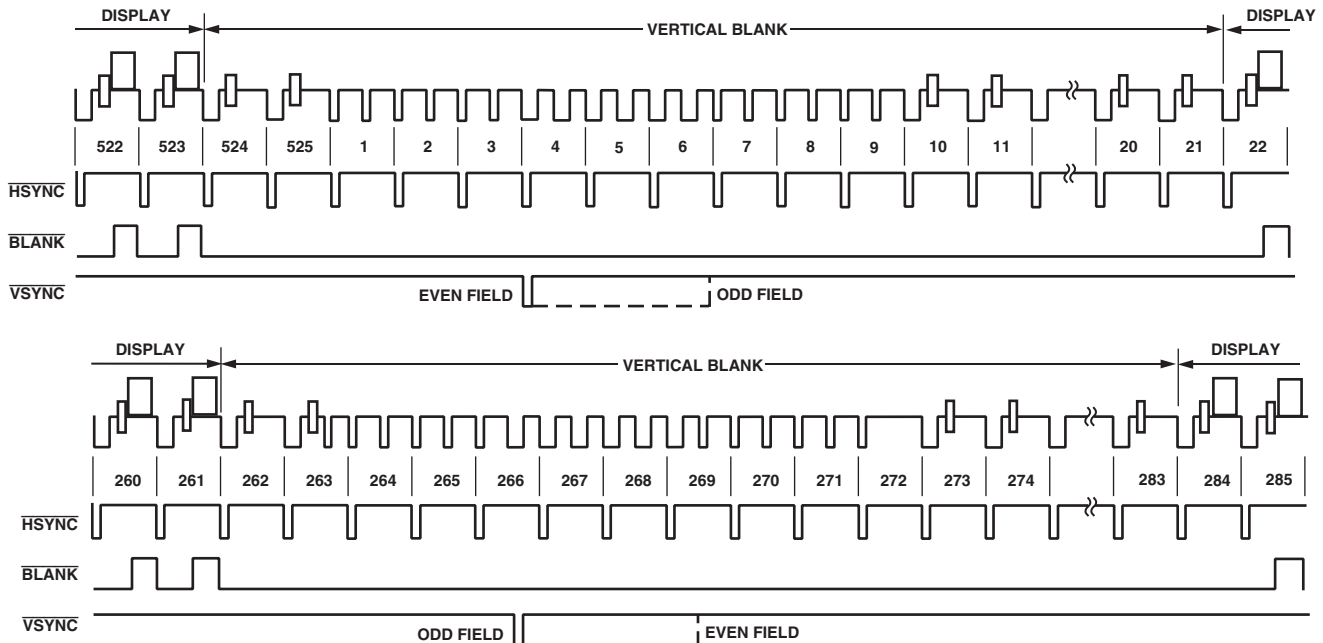 DISPLAY VERTICAL BLANK DISPLAY
522 523 524 525 1 2 3 4 5 6 7 8 9 10 11 20 21 22
HSYNC
BLANK
VSYNC EVEN FIELD ODD FIELD
DISPLAY VERTICAL BLANK DISPLAY
260 261 262 263 264 265 266 267 268 269 270 271 272 273 274 283 284 285
HSYNC
BLANK
VSYNC ODD FIELD EVEN FIELD